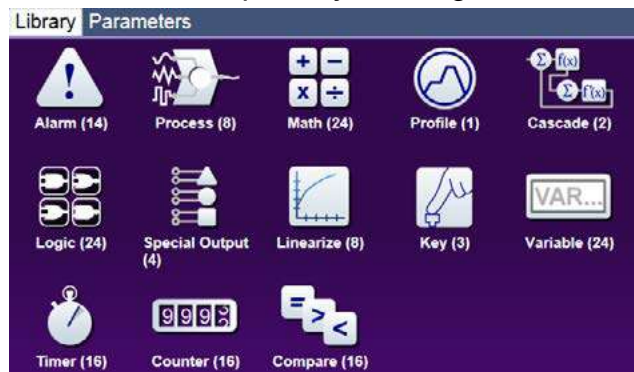 Library Parameters
Alarm (14) Process (8) Math (24) Profile (1) Cascade (2)
f(x)
f(x)
VAR...
Logic (24) Special Output (4) Linearize (8) Key (3) Variable (24)
Timer (16) Counter (16) Compare (16)